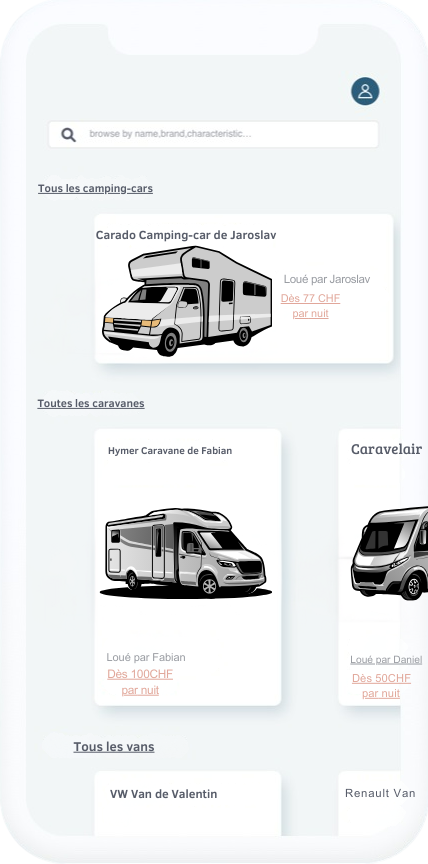 browse by name,brand,characteristic...
Tous les camping-cars
Carado Camping-car de Jaroslav
Loué par Jaroslav
Dès 77 CHF
par nuit
Toutes les caravanes
Hymer Caravane de Fabian
Caravelair
Loué par Fabian
Dès 100CHF
par nuit
Loué par Daniel
Dès 50CHF
par nuit
Tous les vans
VW Van de Valentin
Renault Van